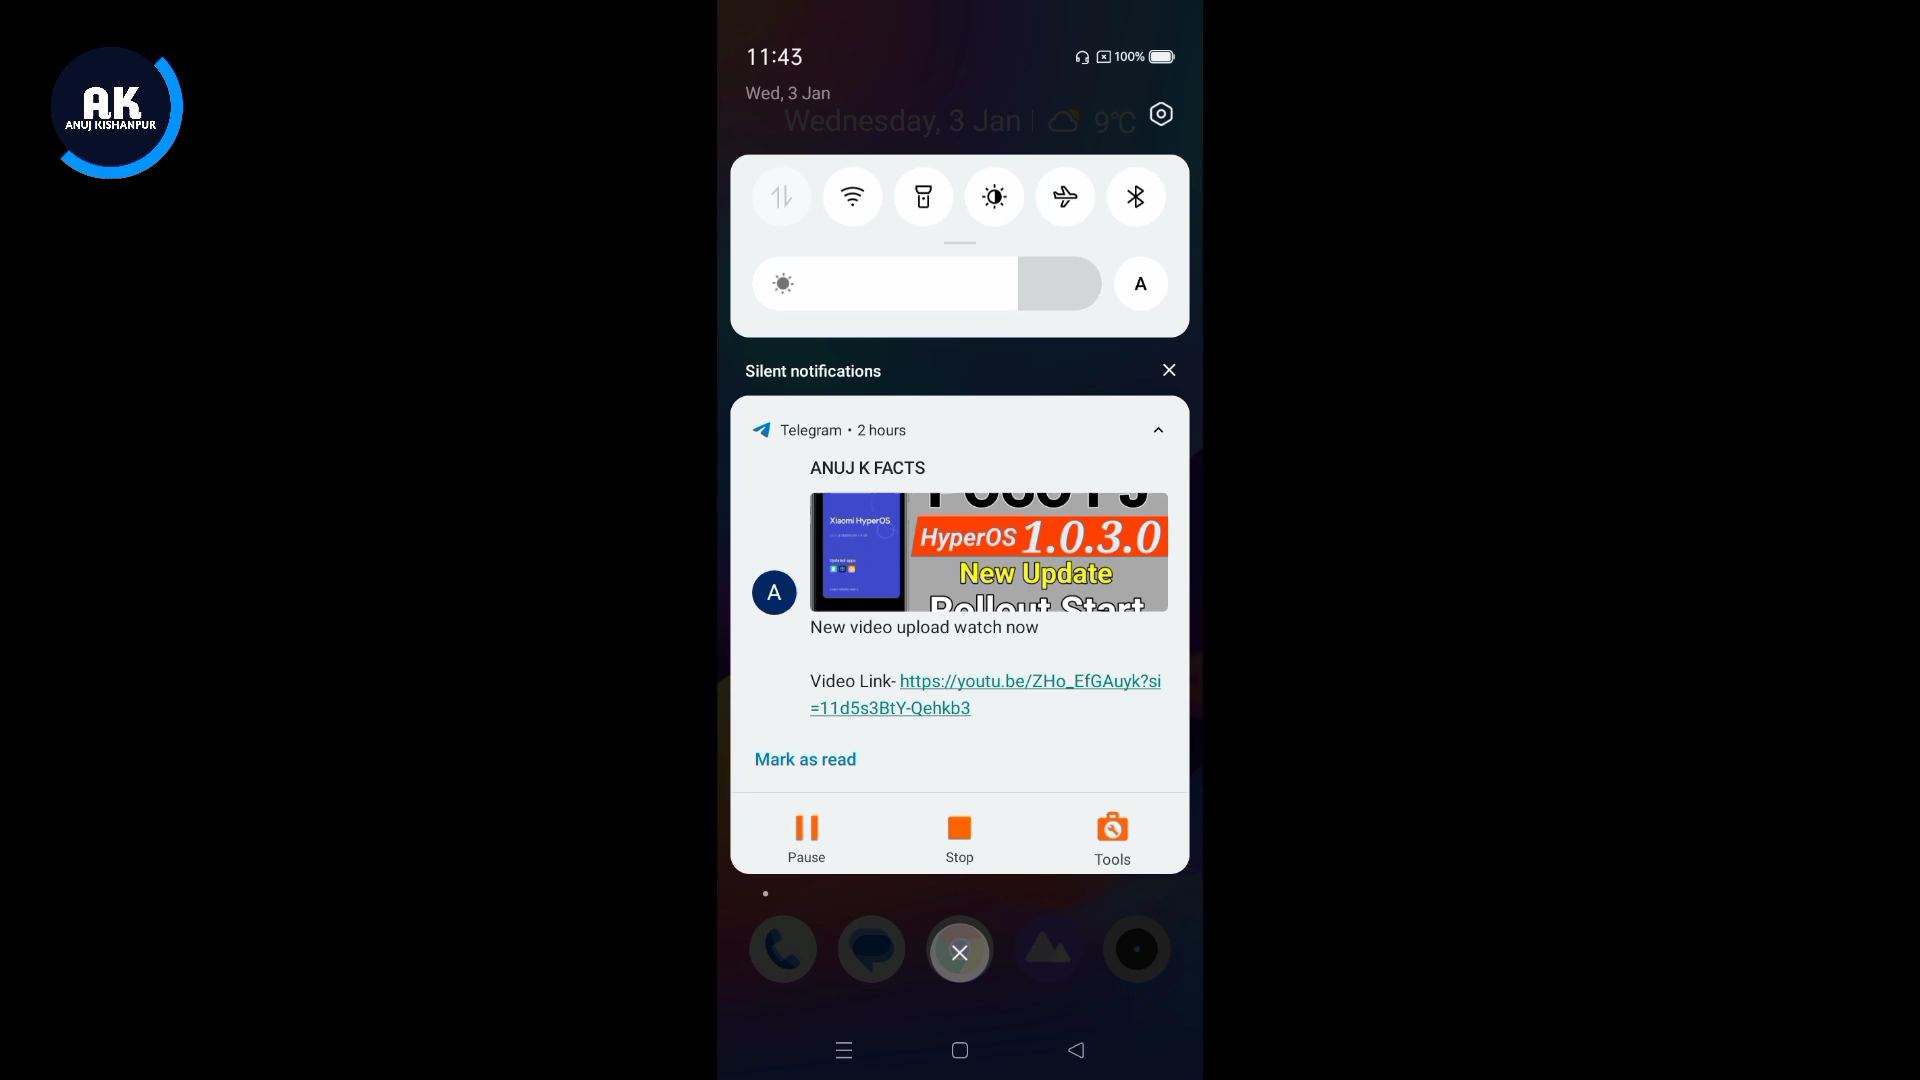 AK
ANUJ KISHANPUR
11:43
100%
Wed, 3 Jan
Wednesday, 3 Jan
9°C
A
Silent notifications
Telegram • 2 hours
ANUJ K FACTS
Xiaomi HyperOS
HyperOS 1.0.3.0
New Update
Rollout Start
A
New video upload watch now
Video Link- https://youtu.be/ZHo_EfGAuyk?si
=11d5s3BtY-Qehkb3
Mark as read
Pause
Stop
Tools